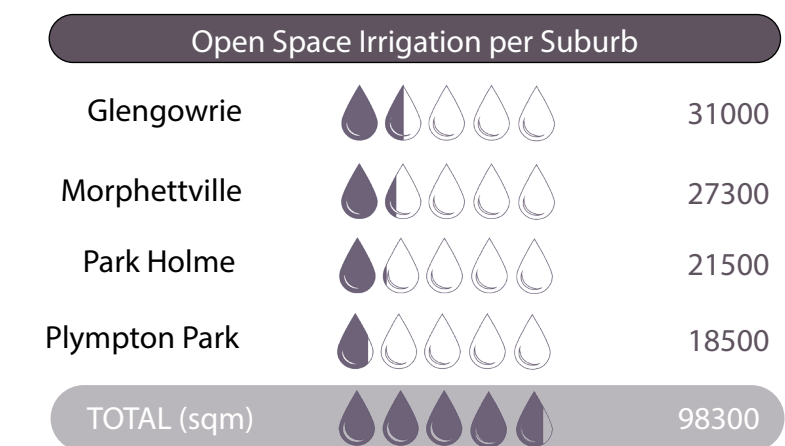 Open Space Irrigation per Suburb
Glengowrie 31000
Morphettville 27300
Park Holme 21500
Plympton Park 18500
TOTAL (sqm) 98300